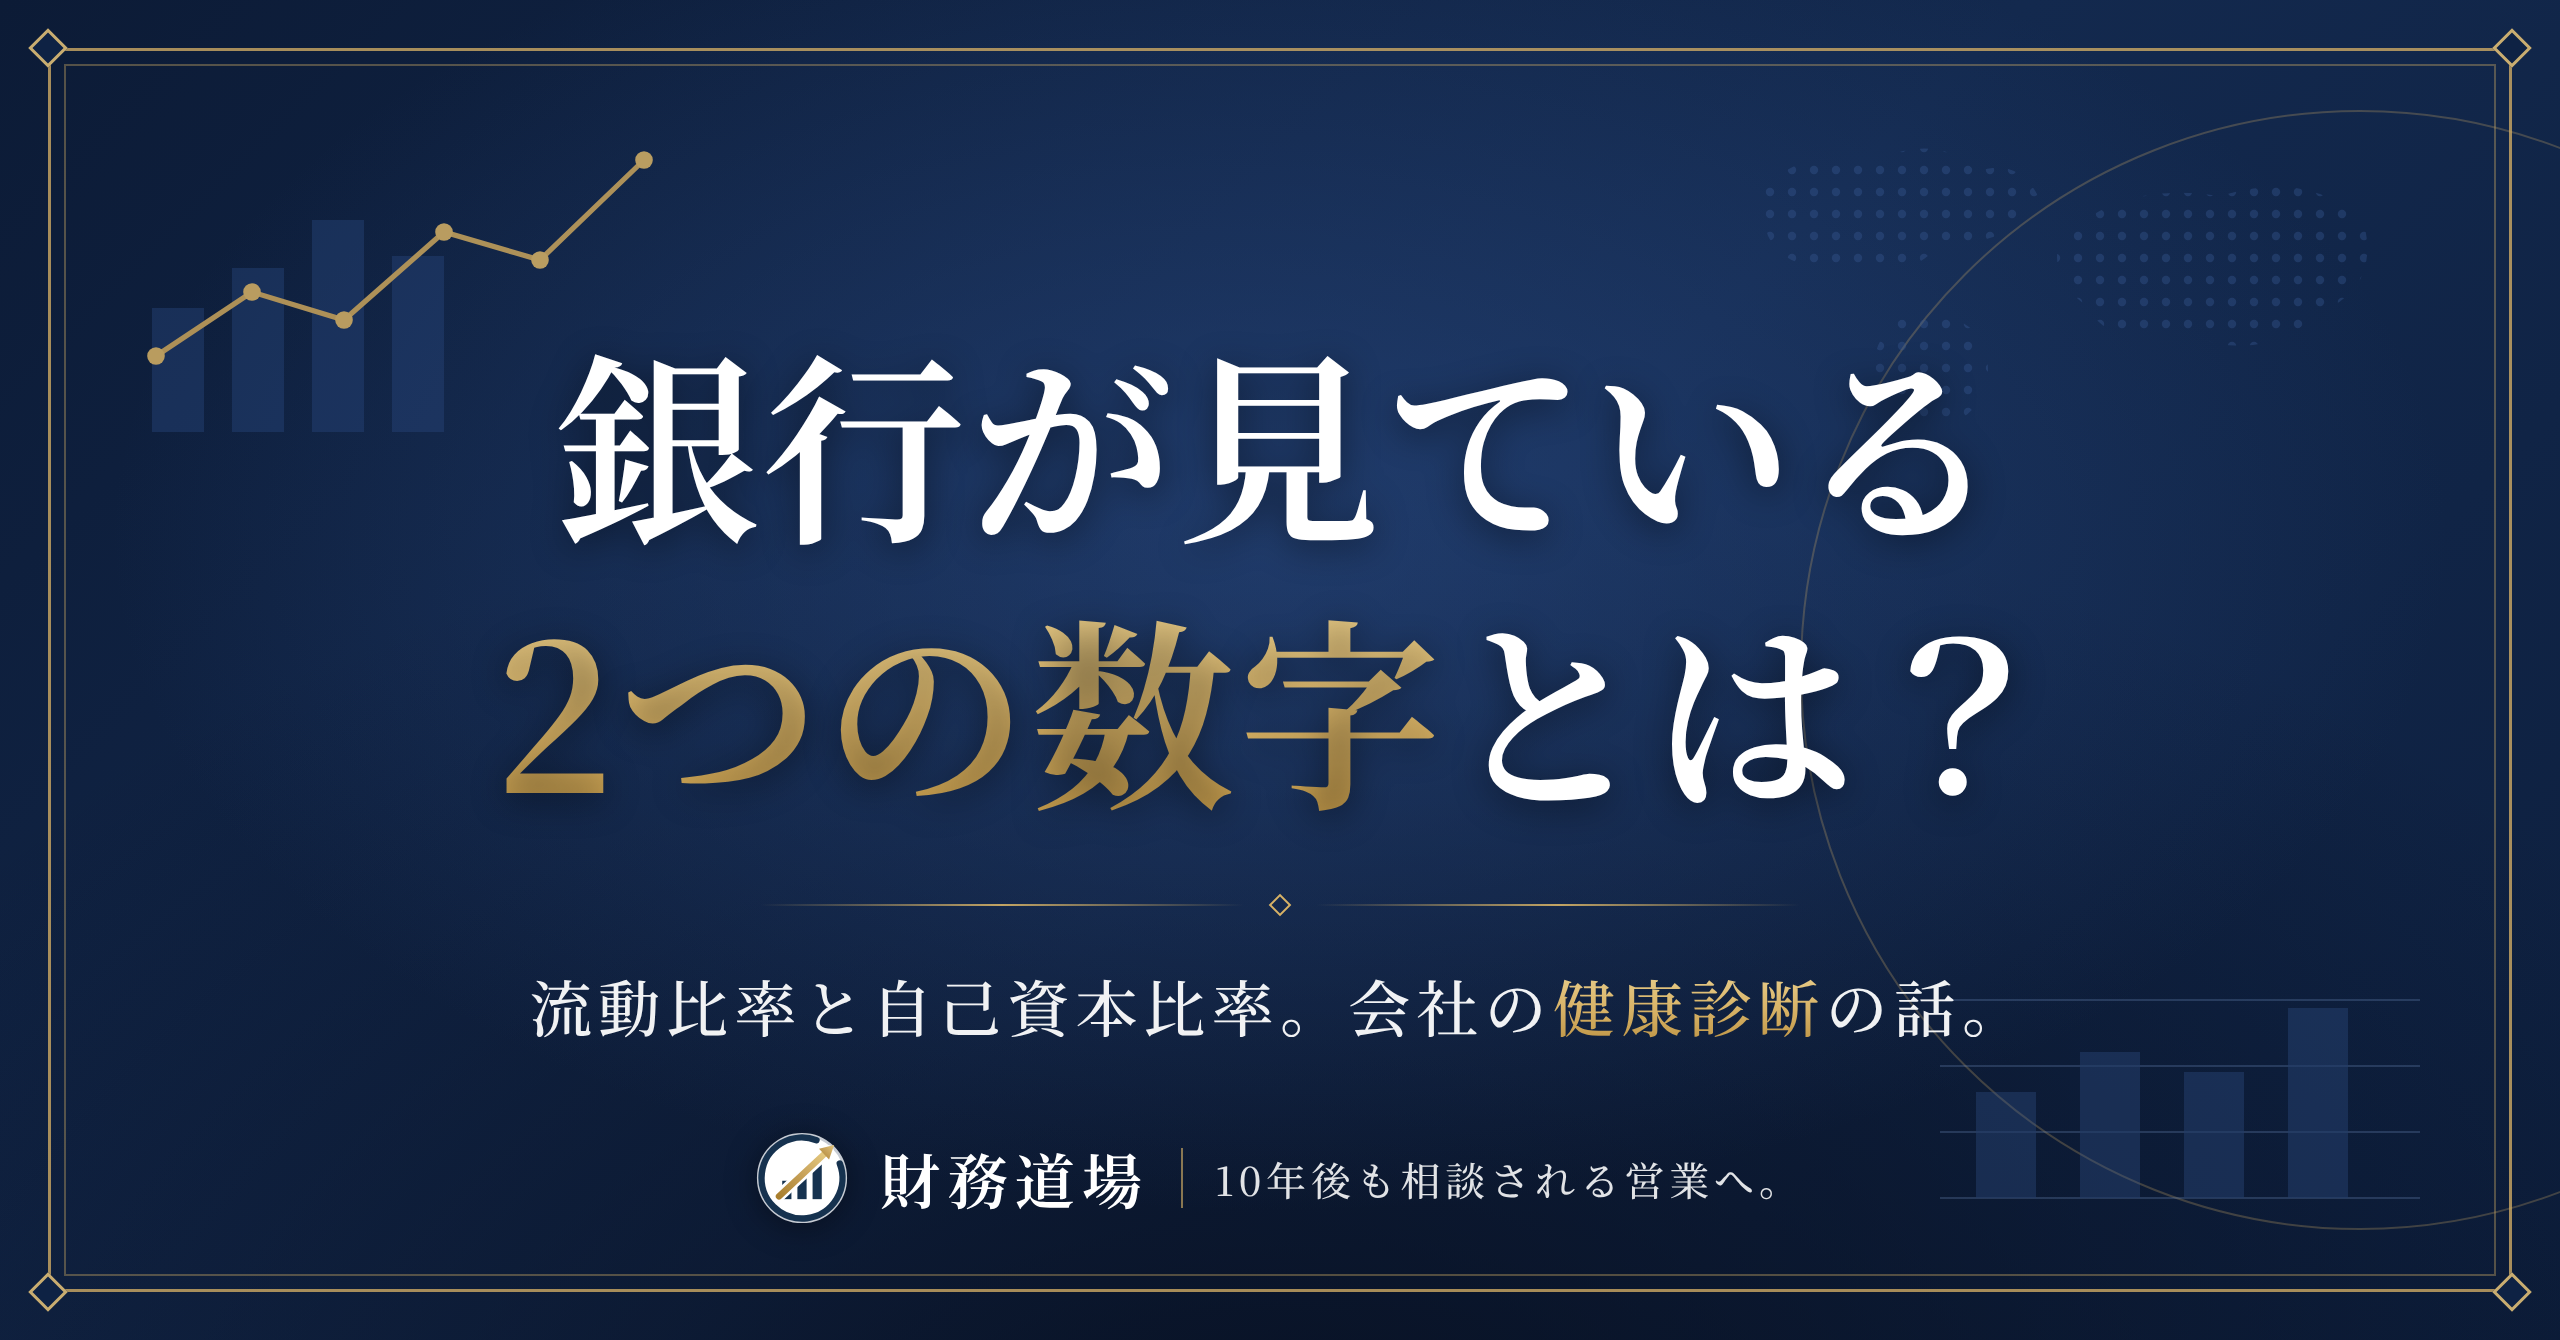 銀行が見ている
2つの数字とは？
流動比率と自己資本比率。 会社の健康診断の話。
財務道場
10年後も相談される営業へ。